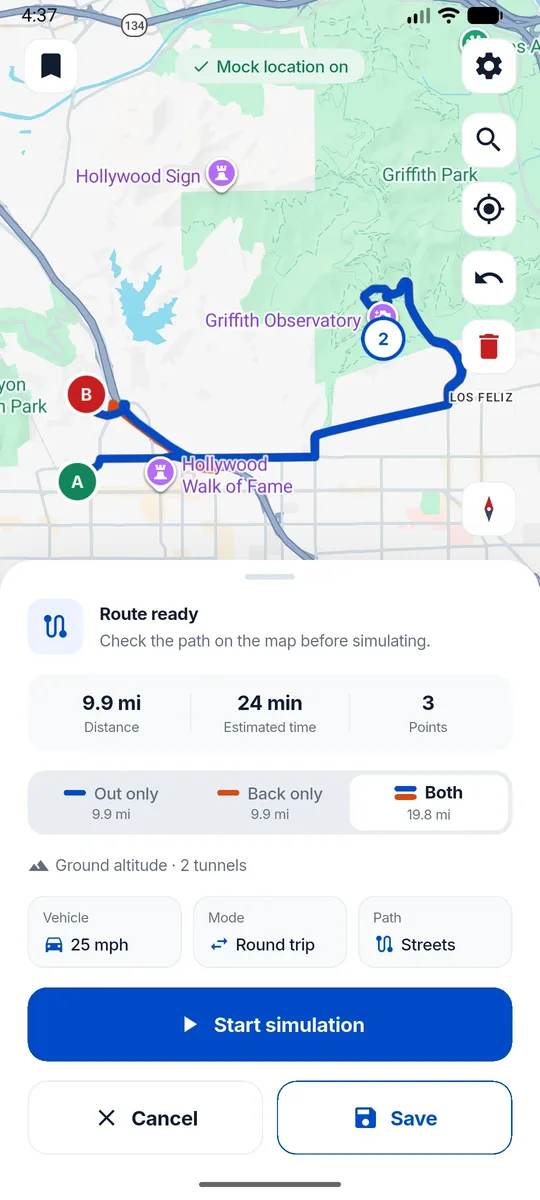 4:37
134
Mock location on
os A
Hollywood Sign
Griffith Park
Griffith Observatory
2
yon
n Park
B
LOS FELIZ
A
Hollywood
Walk of Fame
Route ready
Check the path on the map before simulating.
9.9 mi
24 min
3
Distance
Estimated time
Points
Out only
Back only
Both
9.9 mi
9.9 mi
19.8 mi
Ground altitude · 2 tunnels
Vehicle
Mode
Path
25 mph
Round trip
Streets
Start simulation
Cancel
Save